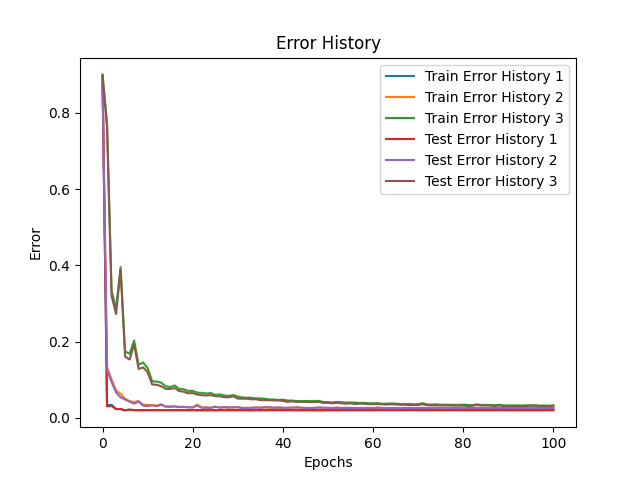 Error History
Train Error History 1
Train Error History 2
Train Error History 3
Test Error History 1
Test Error History 2
Test Error History 3
0.8
0.6
0.4
0.2
0.0
Error
0 20 40 60 80 100
Epochs